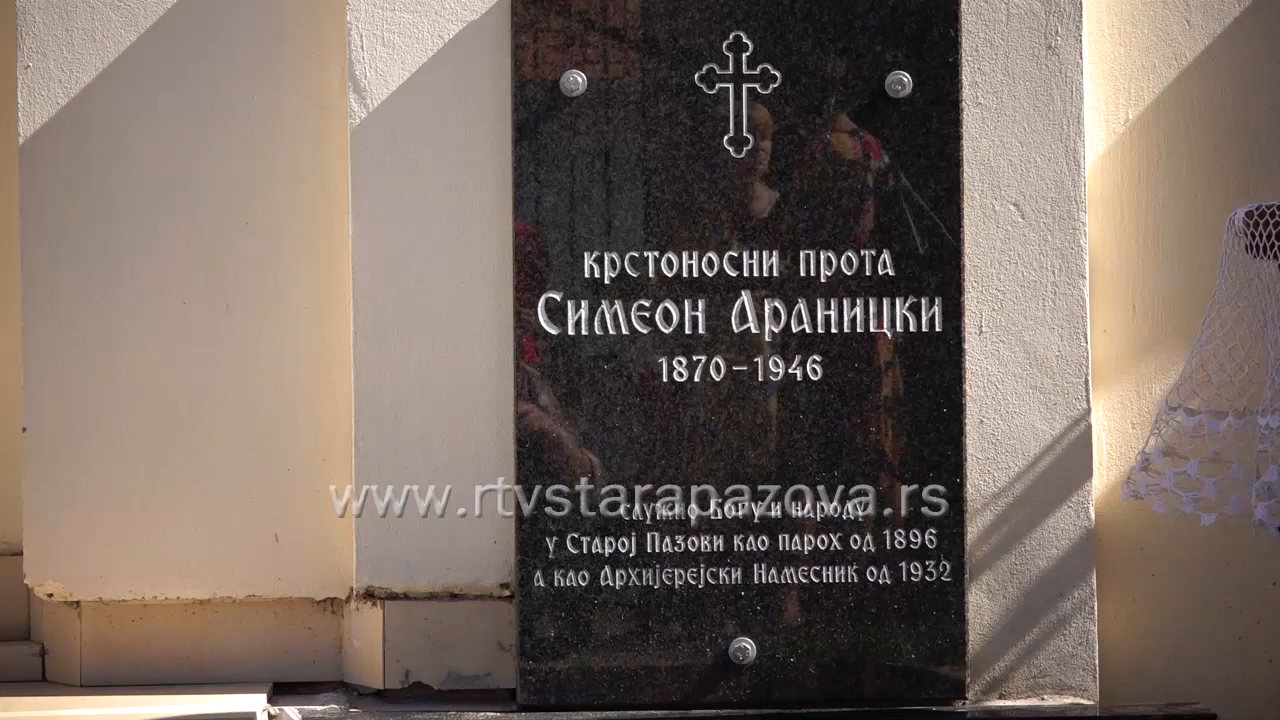 крстоносни прота
Симеон Араницки
1870-1946
www.rtvstarapazova.rs
служио Богу и народу
у Старој Пазови као парох од 1896
а као Архијерејски Намесник од 1932